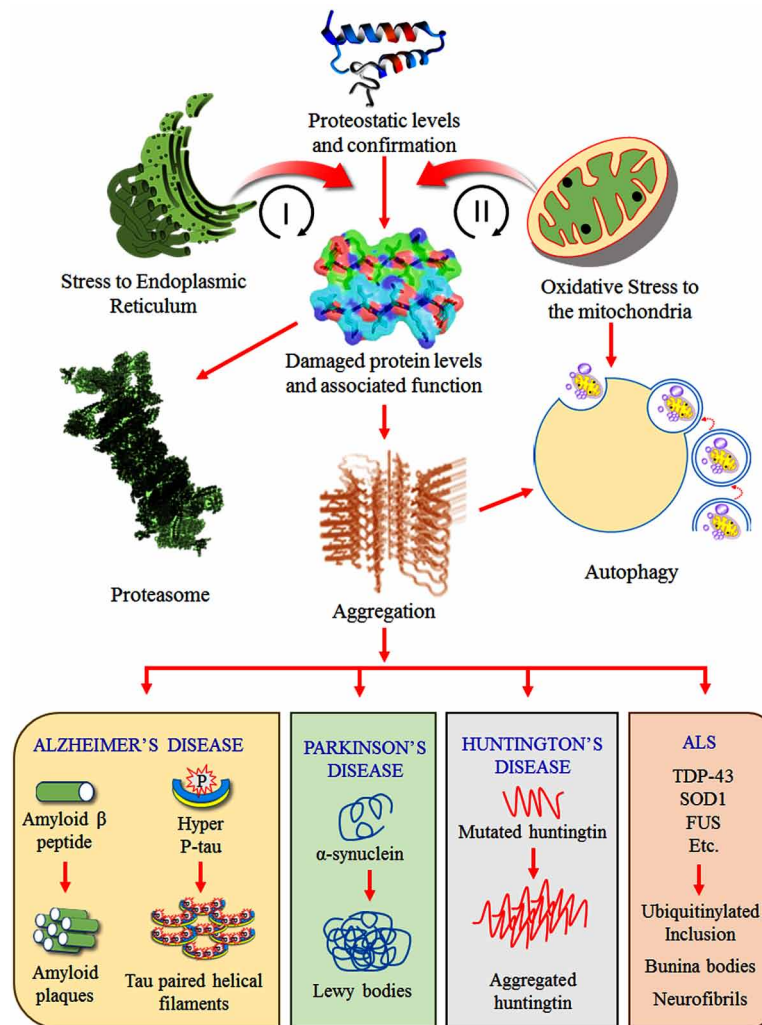 Proteostatic levels
and confirmation
I
II
Stress to Endoplasmic
Reticulum
Oxidative Stress to
the mitochondria
Damaged protein levels
and associated function
Proteasome
Aggregation
Autophagy
ALZHEIMER'S DISEASE
P
Amyloid β
peptide
Hyper
P-tau
Amyloid
plaques
Tau paired helical
filaments
PARKINSON'S
DISEASE
α-synuclein
Lewy bodies
HUNTINGTON'S
DISEASE
Mutated huntingtin
Aggregated
huntingtin
ALS
TDP-43
SOD1
FUS
Etc.
Ubiquitinylated
Inclusion
Bunina bodies
Neurofibrils